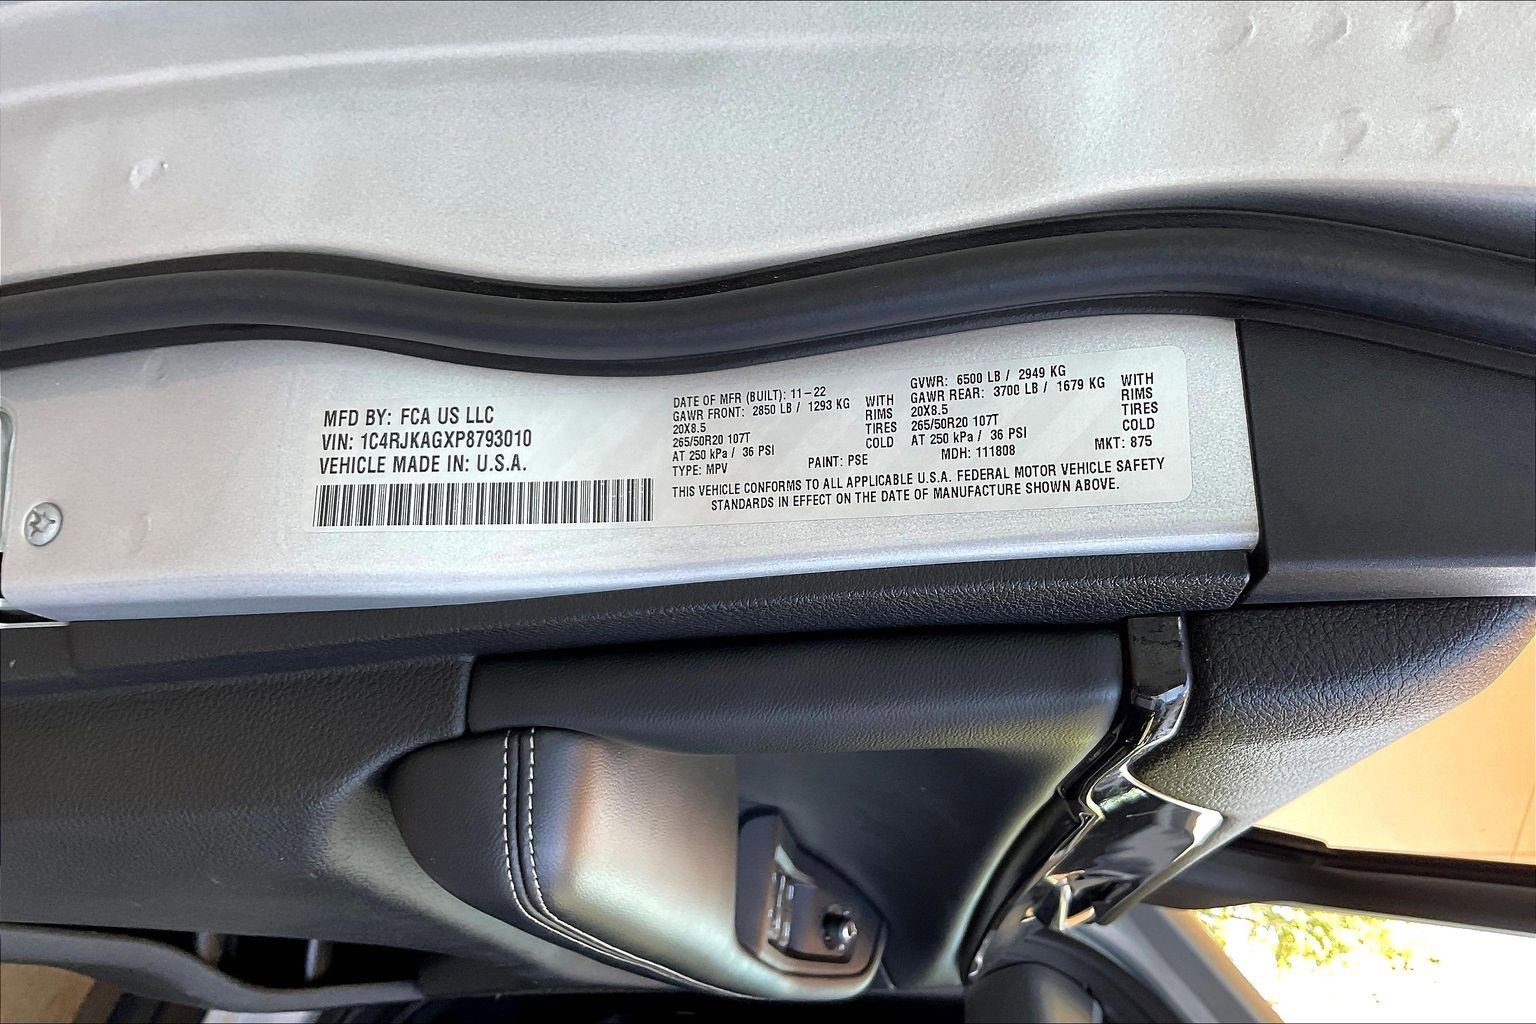 MFD BY: FCA US LLC
VIN: 1C4RJKAGXP8793010
VEHICLE MADE IN: U.S.A.
DATE OF MFR (BUILT): 11-22
GAWR FRONT: 2850 LB / 1293 KG WITH
20X8.5 RIMS
265/50R20 107T TIRES
AT 250 kPa / 36 PSI COLD
TYPE: MPV PAINT: PSE
GVWR: 6500 LB / 2949 KG
GAWR REAR: 3700 LB / 1679 KG WITH
20X8.5 RIMS
265/50R20 107T TIRES
AT 250 kPa / 36 PSI COLD
MDH: 111808 MKT: 875
THIS VEHICLE CONFORMS TO ALL APPLICABLE U.S.A. FEDERAL MOTOR VEHICLE SAFETY
STANDARDS IN EFFECT ON THE DATE OF MANUFACTURE SHOWN ABOVE.